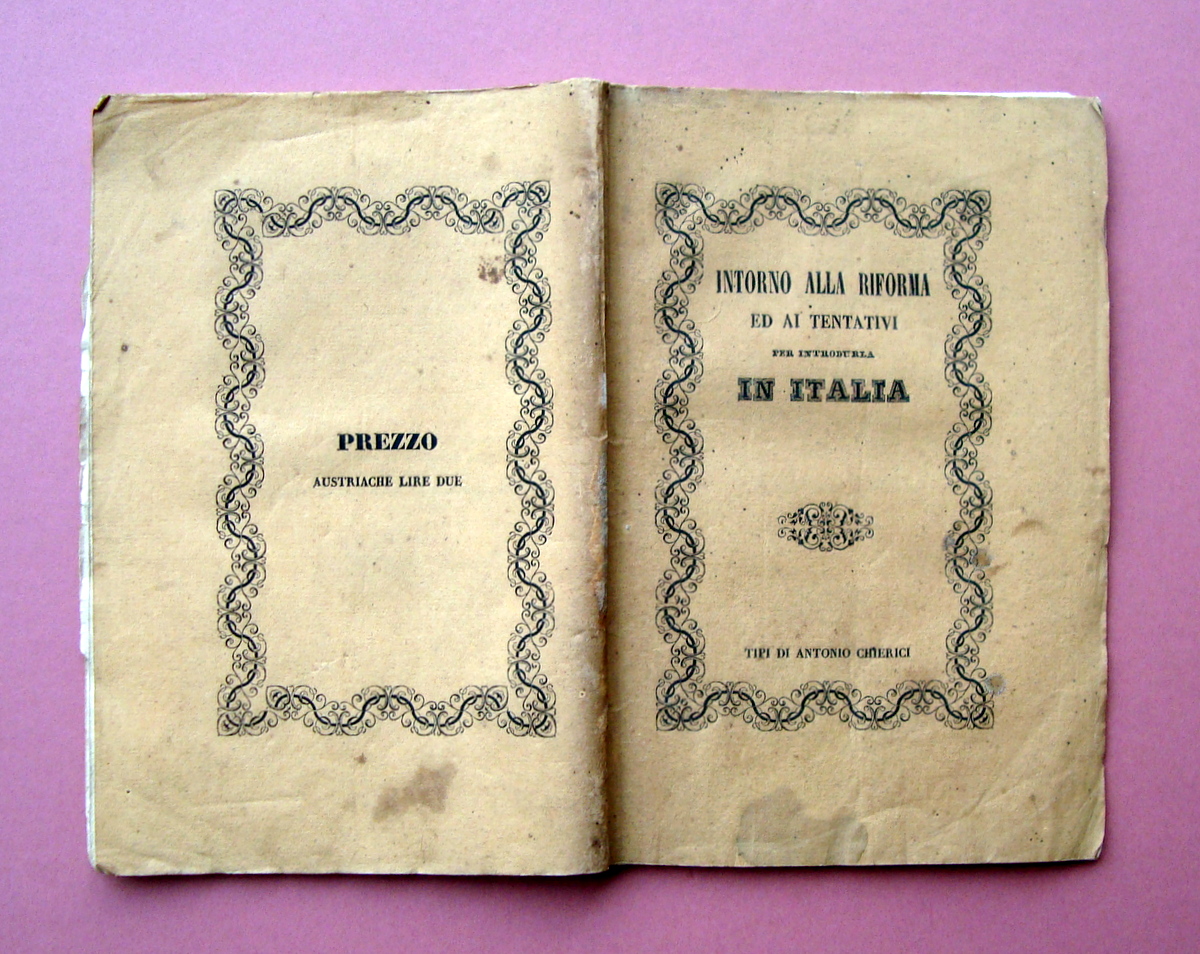 PREZZO
AUSTRIACHE LIRE DUE
INTORNO ALLA RIFORMA
ED AI TENTATIVI
PER INTRODURLA
IN ITALIA
TIPI DI ANTONIO CHIERICI